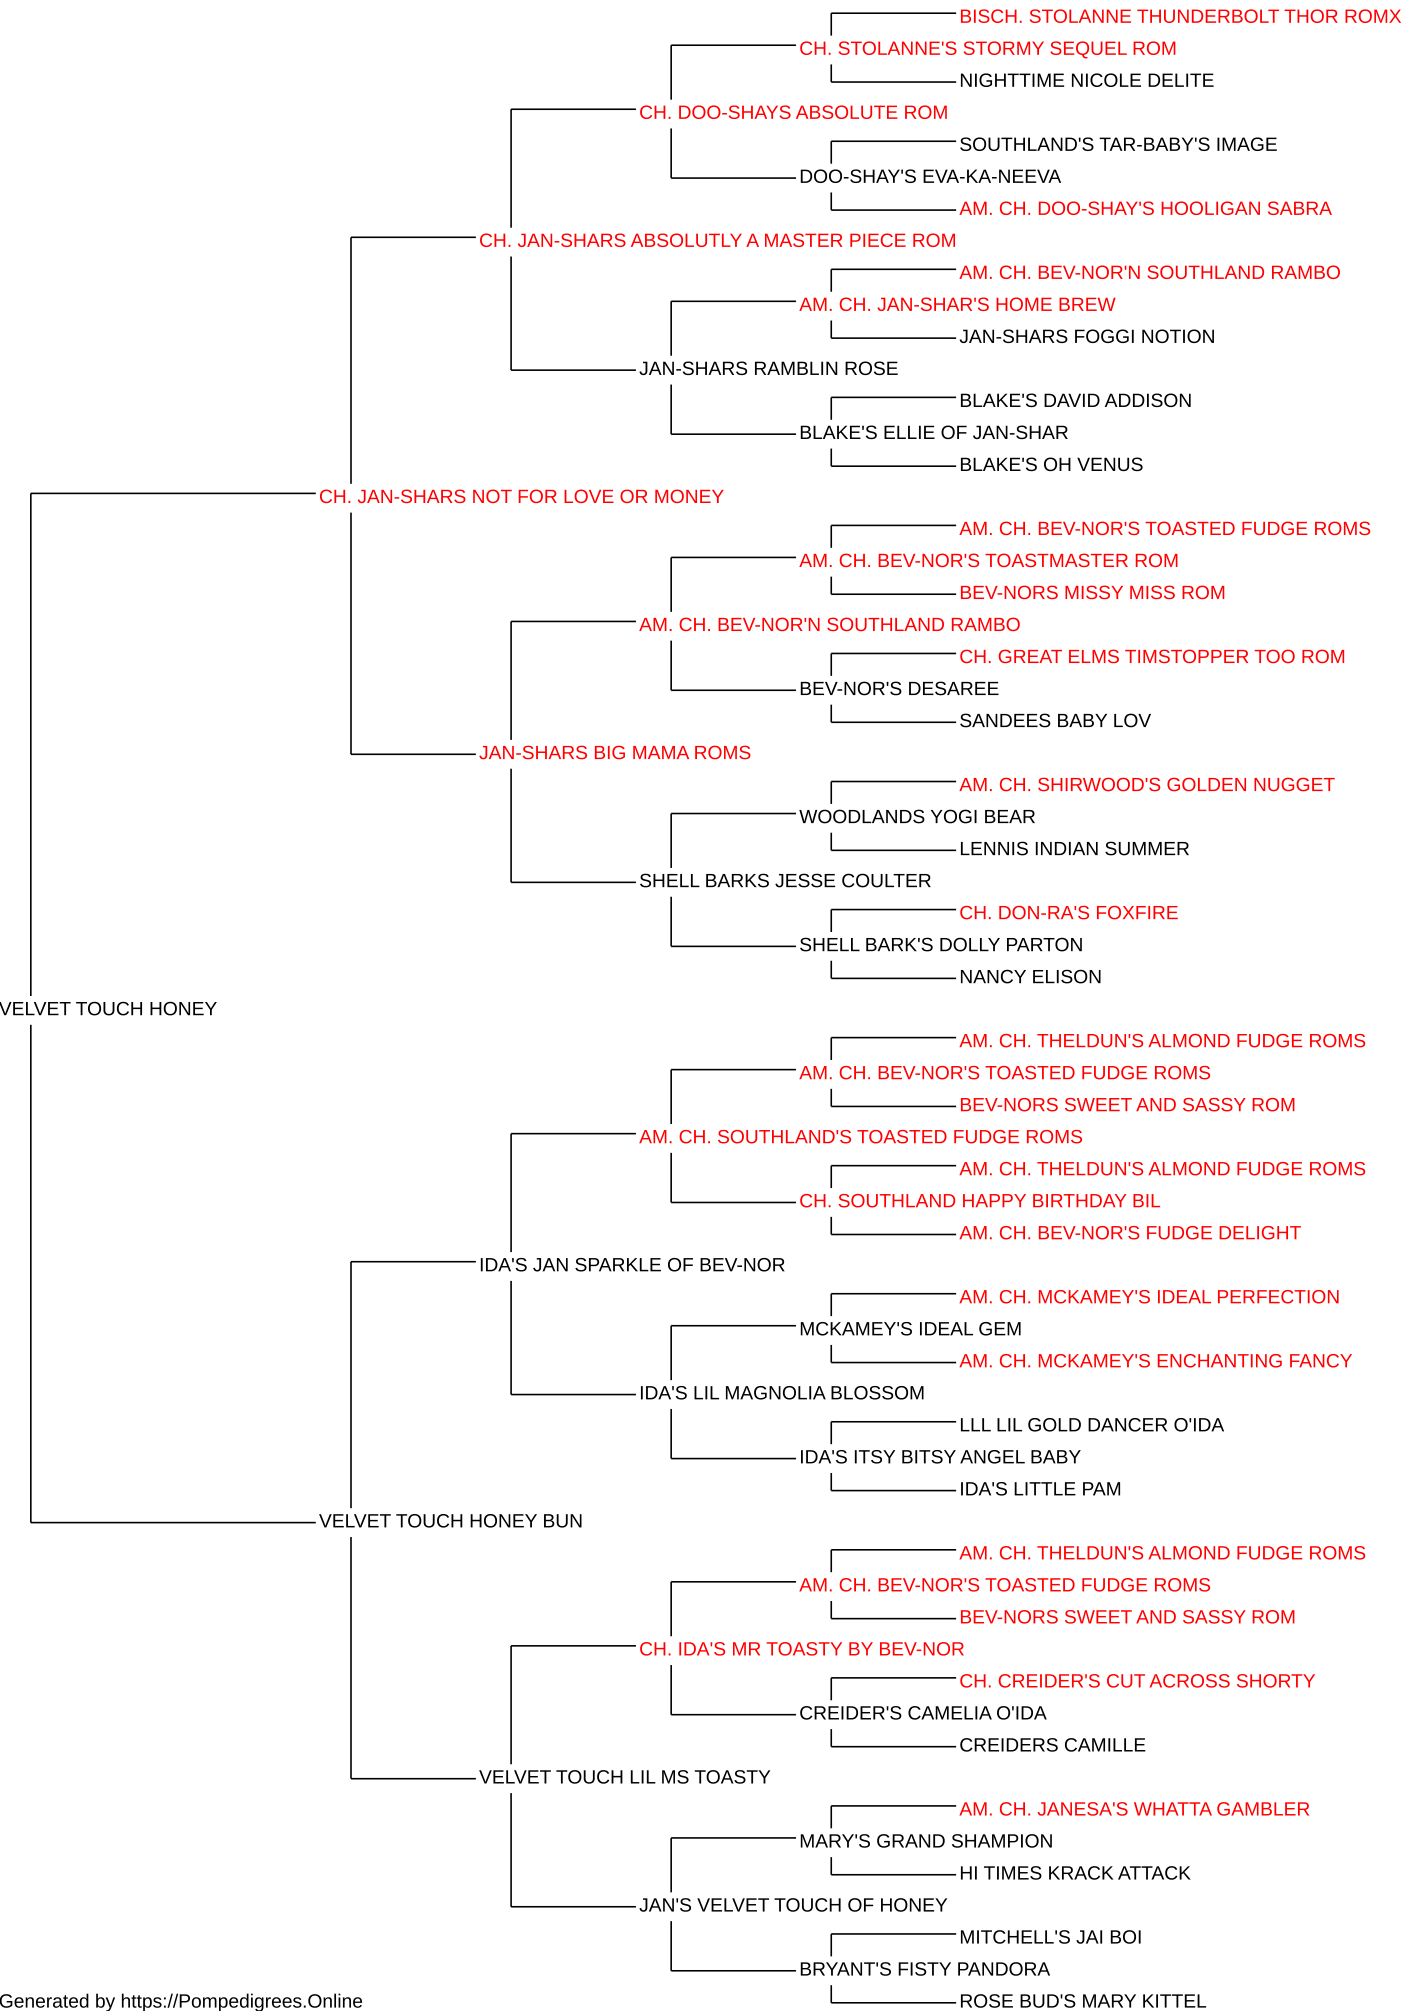 BISCH. STOLANNE THUNDERBOLT THOR ROMX
CH. STOLANNE'S STORMY SEQUEL ROM
NIGHTTIME NICOLE DELITE
CH. DOO-SHAYS ABSOLUTE ROM
SOUTHLAND'S TAR-BABY'S IMAGE
DOO-SHAY'S EVA-KA-NEEVA
AM. CH. DOO-SHAY'S HOOLIGAN SABRA
CH. JAN-SHARS ABSOLUTLY A MASTER PIECE ROM
AM. CH. BEV-NOR'N SOUTHLAND RAMBO
AM. CH. JAN-SHAR'S HOME BREW
JAN-SHARS FOGGI NOTION
JAN-SHARS RAMBLIN ROSE
BLAKE'S DAVID ADDISON
BLAKE'S ELLIE OF JAN-SHAR
BLAKE'S OH VENUS
CH. JAN-SHARS NOT FOR LOVE OR MONEY
AM. CH. BEV-NOR'S TOASTED FUDGE ROMS
AM. CH. BEV-NOR'S TOASTMASTER ROM
BEV-NORS MISSY MISS ROM
AM. CH. BEV-NOR'N SOUTHLAND RAMBO
CH. GREAT ELMS TIMSTOPPER TOO ROM
BEV-NOR'S DESAREE
SANDEES BABY LOV
JAN-SHARS BIG MAMA ROMS
AM. CH. SHIRWOOD'S GOLDEN NUGGET
WOODLANDS YOGI BEAR
LENNIS INDIAN SUMMER
SHELL BARKS JESSE COULTER
CH. DON-RA'S FOXFIRE
SHELL BARK'S DOLLY PARTON
NANCY ELISON
VELVET TOUCH HONEY
AM. CH. THELDUN'S ALMOND FUDGE ROMS
AM. CH. BEV-NOR'S TOASTED FUDGE ROMS
BEV-NORS SWEET AND SASSY ROM
AM. CH. SOUTHLAND'S TOASTED FUDGE ROMS
AM. CH. THELDUN'S ALMOND FUDGE ROMS
CH. SOUTHLAND HAPPY BIRTHDAY BIL
AM. CH. BEV-NOR'S FUDGE DELIGHT
IDA'S JAN SPARKLE OF BEV-NOR
AM. CH. MCKAMEY'S IDEAL PERFECTION
MCKAMEY'S IDEAL GEM
AM. CH. MCKAMEY'S ENCHANTING FANCY
IDA'S LIL MAGNOLIA BLOSSOM
LLL LIL GOLD DANCER O'IDA
IDA'S ITSY BITSY ANGEL BABY
IDA'S LITTLE PAM
VELVET TOUCH HONEY BUN
AM. CH. THELDUN'S ALMOND FUDGE ROMS
AM. CH. BEV-NOR'S TOASTED FUDGE ROMS
BEV-NORS SWEET AND SASSY ROM
CH. IDA'S MR TOASTY BY BEV-NOR
CH. CREIDER'S CUT ACROSS SHORTY
CREIDER'S CAMELIA O'IDA
CREIDERS CAMILLE
VELVET TOUCH LIL MS TOASTY
AM. CH. JANESA'S WHATTA GAMBLER
MARY'S GRAND SHAMPION
HI TIMES KRACK ATTACK
JAN'S VELVET TOUCH OF HONEY
MITCHELL'S JAI BOI
BRYANT'S FISTY PANDORA
ROSE BUD'S MARY KITTEL
Generated by https://Pompedigrees.Online